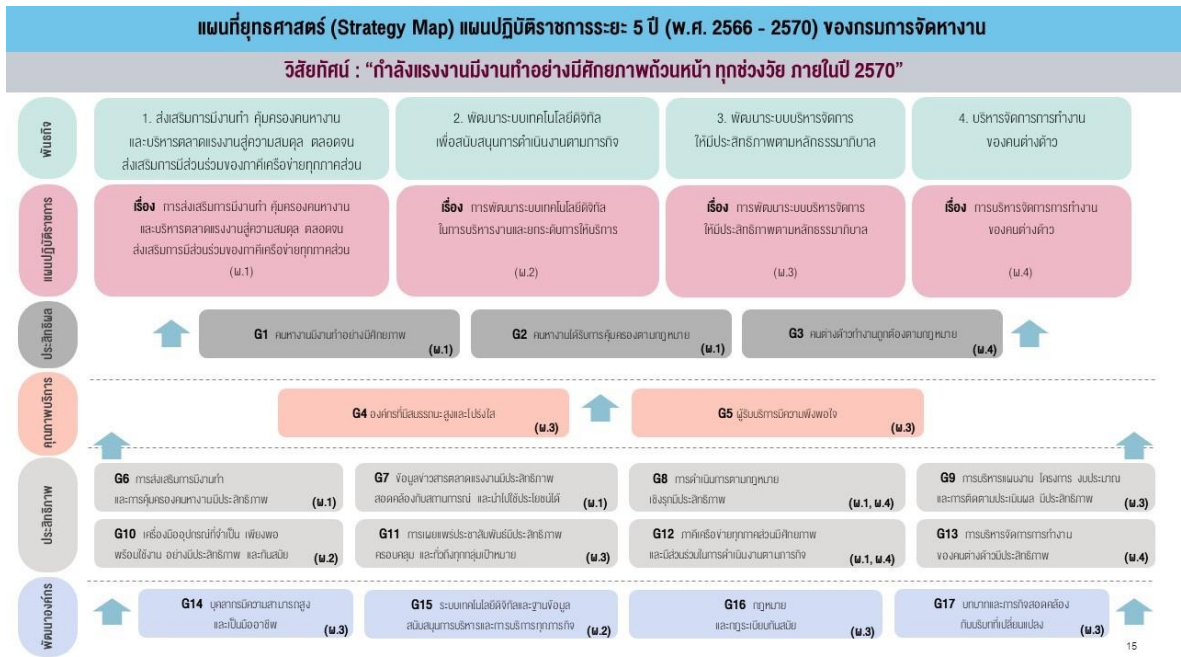 แผนที่ยุทธศาสตร์ (Strategy Map) แผนปฏิบัติราชการระยะ 5 ปี (พ.ศ. 2566 - 2570) ของกรมการจัดหางาน
วิสัยทัศน์ : “กำลังแรงงานมีงานทำอย่างมีศักยภาพถ้วนหน้า ทุกช่วงวัย ภายในปี 2570”
พันธกิจ
1. ส่งเสริมการมีงานทำ คุ้มครองคนหางาน
และบริหารตลาดแรงงานสู่ความสมดุล ตลอดจน
ส่งเสริมการมีส่วนร่วมของภาคีเครือข่ายทุกภาคส่วน
2. พัฒนาระบบเทคโนโลยีดิจิทัล
เพื่อสนับสนุนการดำเนินงานตามภารกิจ
3. พัฒนาระบบบริหารจัดการ
ให้มีประสิทธิภาพตามหลักธรรมาภิบาล
4. บริหารจัดการการทำงาน
ของคนต่างด้าว
แผนปฏิบัติราชการ
เรื่อง การส่งเสริมการมีงานทำ คุ้มครองคนหางาน
และบริหารตลาดแรงงานสู่ความสมดุล ตลอดจน
ส่งเสริมการมีส่วนร่วมของภาคีเครือข่ายทุกภาคส่วน
(ผ.1)
เรื่อง การพัฒนาระบบเทคโนโลยีดิจิทัล
ในการบริหารงานและยกระดับการให้บริการ
(ผ.2)
เรื่อง การพัฒนาระบบบริหารจัดการ
ให้มีประสิทธิภาพตามหลักธรรมาภิบาล
(ผ.3)
เรื่อง การบริหารจัดการการทำงาน
ของคนต่างด้าว
(ผ.4)
ประสิทธิผล
G1 คนหางานมีงานทำอย่างมีศักยภาพ
(ผ.1)
G2 คนหางานได้รับการคุ้มครองตามกฎหมาย
(ผ.1)
G3 คนต่างด้าวทำงานถูกต้องตามกฎหมาย
(ผ.4)
คุณภาพบริการ
G4 องค์กรที่มีสมรรถนะสูงและโปร่งใส
(ผ.3)
G5 ผู้รับบริการมีความพึงพอใจ
(ผ.3)
ประสิทธิภาพ
G6 การส่งเสริมการมีงานทำ
และการคุ้มครองคนหางานมีประสิทธิภาพ (ผ.1)
G7 ข้อมูลข่าวสารตลาดแรงงานมีประสิทธิภาพ
สอดคล้องกับสถานการณ์ และนำไปใช้ประโยชน์ได้ (ผ.1)
G8 การดำเนินการตามกฎหมาย
เชิงรุกมีประสิทธิภาพ (ผ.1, ผ.4)
G9 การบริหารแผนงาน โครงการ งบประมาณ
และการติดตามประเมินผล มีประสิทธิภาพ (ผ.3)
G10 เครื่องมืออุปกรณ์ที่จำเป็น เพียงพอ
พร้อมใช้งาน อย่างมีประสิทธิภาพ และทันสมัย (ผ.2)
G11 การเผยแพร่ประชาสัมพันธ์มีประสิทธิภาพ
ครอบคลุม และทั่วถึงทุกกลุ่มเป้าหมาย (ผ.3)
G12 ภาคีเครือข่ายทุกภาคส่วนมีศักยภาพ
และมีส่วนร่วมในการดำเนินงานตามภารกิจ (ผ.1, ผ.4)
G13 การบริหารจัดการการทำงาน
ของคนต่างด้าวมีประสิทธิภาพ (ผ.4)
พัฒนาองค์กร
G14 บุคลากรมีความสามารถสูง
และเป็นมืออาชีพ (ผ.3)
G15 ระบบเทคโนโลยีดิจิทัลและฐานข้อมูล
สนับสนุนการบริหารและการบริการทุกภารกิจ (ผ.2)
G16 กฎหมาย
และกฎระเบียบทันสมัย (ผ.3)
G17 บทบาทและภารกิจสอดคล้อง
กับบริบทที่เปลี่ยนแปลง (ผ.3)
15